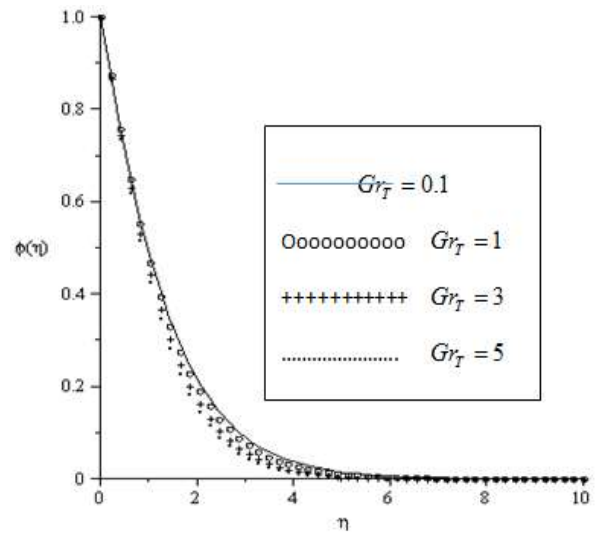 1.0
0.8
0.6
ϕ(η)
0.4
0.2
0
0 2 4 6 8 10
η
Gr_T = 0.1
Oooooooooo Gr_T = 1
+++++++++++ Gr_T = 3
.................... Gr_T = 5